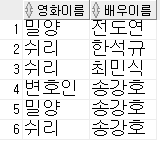 영화이름 배우이름
1 밀양 전도연
2 쉬리 한석규
3 쉬리 최민식
4 변호인 송강호
5 밀양 송강호
6 쉬리 송강호